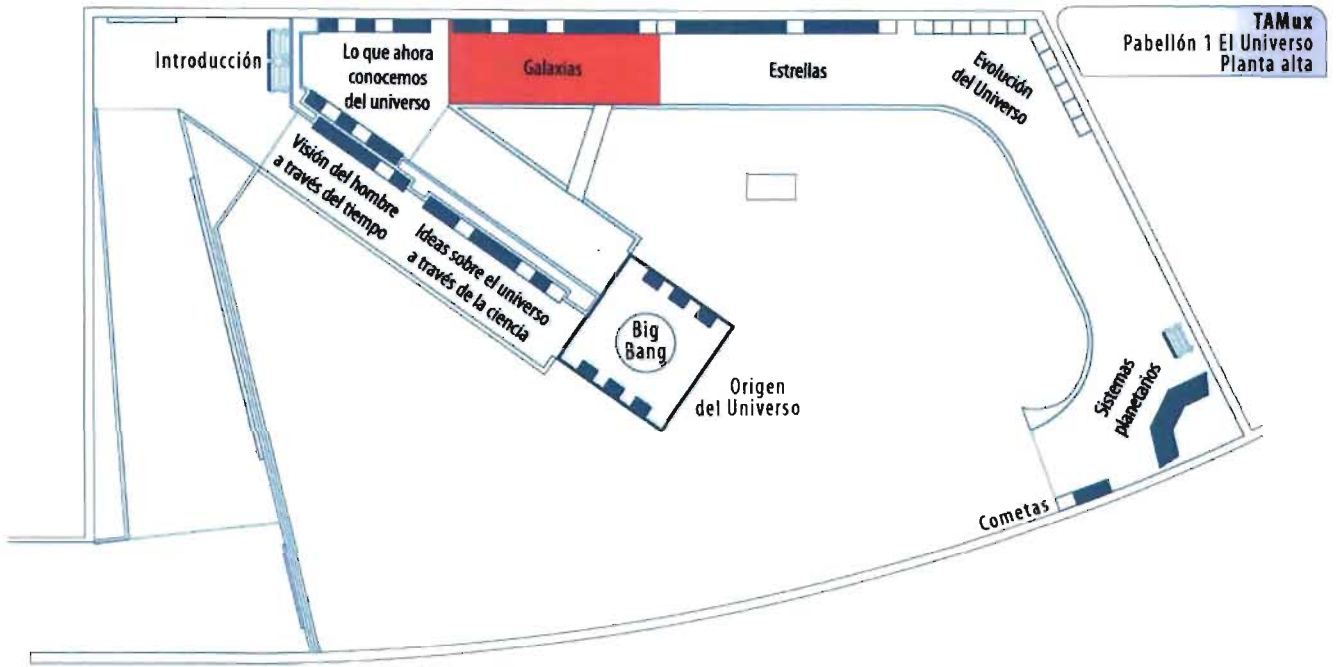 TAMux
Pabellón 1 El Universo
Planta alta
Introducción
Lo que ahora
conocemos
del universo
Galaxias
Estrellas
Evolución
del Universo
Visión del hombre
a través del tiempo
Ideas sobre el universo
a través de la ciencia
Big
Bang
Origen
del Universo
Sistemas
planetarios
Cometas